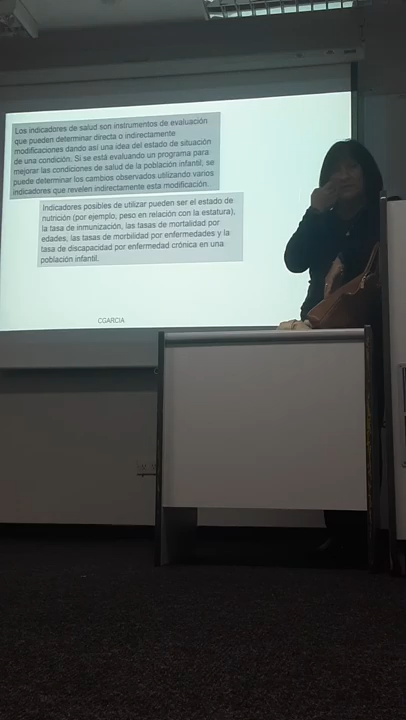 Los indicadores de salud son instrumentos de evaluación
que pueden determinar directa o indirectamente
modificaciones dando así una idea del estado de situación
de una condición. Si se está evaluando un programa para
mejorar las condiciones de salud de la población infantil, se
puede determinar los cambios observados utilizando varios
indicadores que revelen indirectamente esta modificación.
Indicadores posibles de utilizar pueden ser el estado de
nutrición (por ejemplo, peso en relación con la estatura),
la tasa de inmunización, las tasas de mortalidad por
edades, las tasas de morbilidad por enfermedades y la
tasa de discapacidad por enfermedad crónica en una
población infantil.
CGARCIA